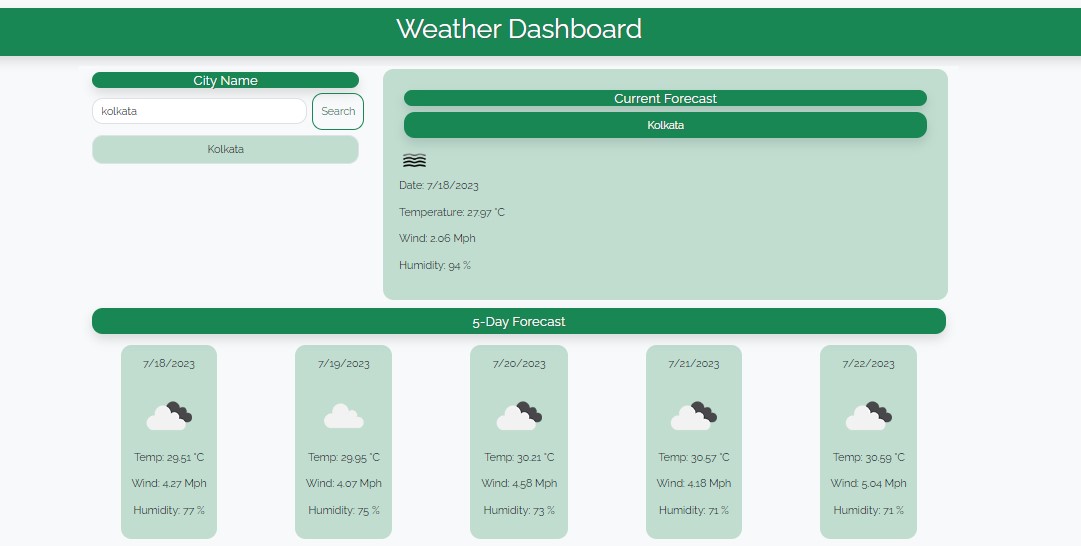 Weather Dashboard
City Name
kolkata
Search
Kolkata
Current Forecast
Kolkata
Date: 7/18/2023
Temperature: 27.97 °C
Wind: 2.06 Mph
Humidity: 94 %
5-Day Forecast
7/18/2023
Temp: 29.51 °C
Wind: 4.27 Mph
Humidity: 77 %
7/19/2023
Temp: 29.95 °C
Wind: 4.07 Mph
Humidity: 75 %
7/20/2023
Temp: 30.21 °C
Wind: 4.58 Mph
Humidity: 73 %
7/21/2023
Temp: 30.57 °C
Wind: 4.18 Mph
Humidity: 71 %
7/22/2023
Temp: 30.59 °C
Wind: 5.04 Mph
Humidity: 71 %